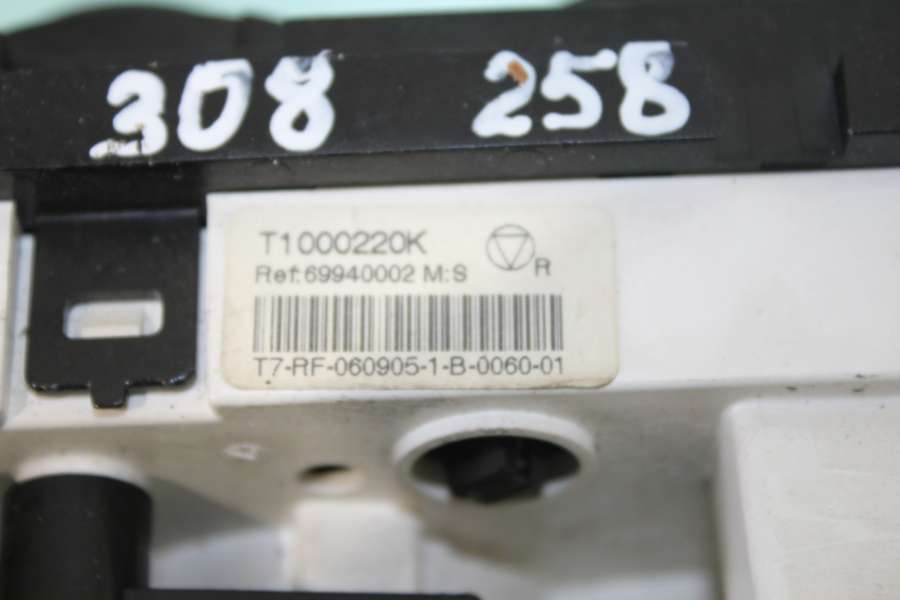 308 258
T1000220K
R
Ref:69940002 M:S
T7-RF-060905-1-B-0060-01